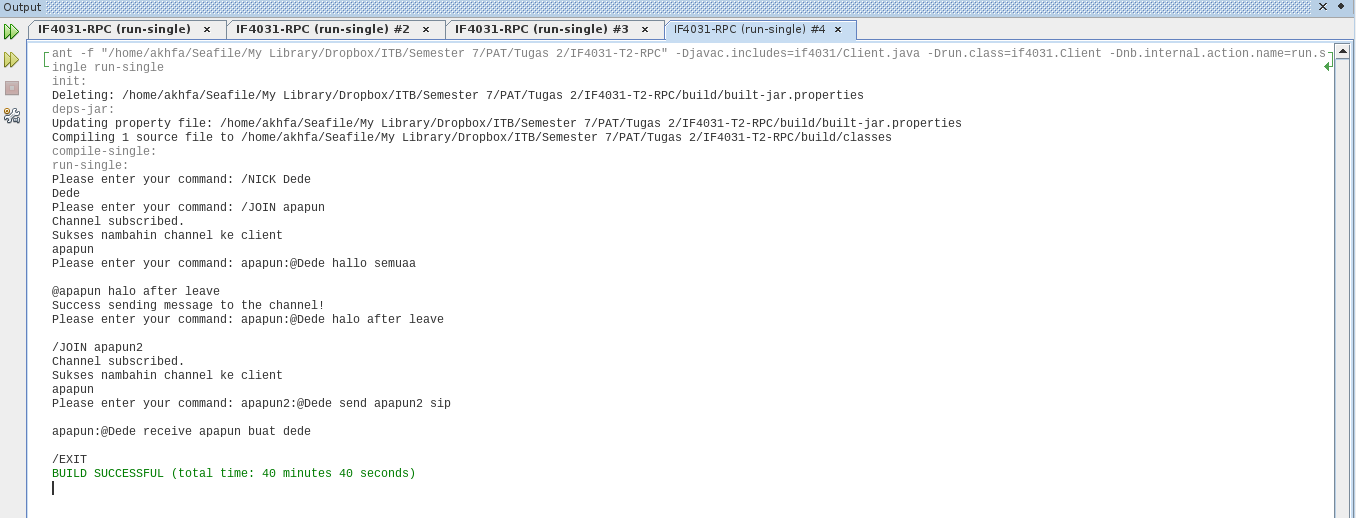 Output
IF4031-RPC (run-single) IF4031-RPC (run-single) #2 IF4031-RPC (run-single) #3 IF4031-RPC (run-single) #4
ant -f "/home/akhfa/Seafile/My Library/Dropbox/ITB/Semester 7/PAT/Tugas 2/IF4031-T2-RPC" -Djavac.includes=if4031/Client.java -Drun.class=if4031.Client -Dnb.internal.action.name=run.s
ingle run-single
init:
Deleting: /home/akhfa/Seafile/My Library/Dropbox/ITB/Semester 7/PAT/Tugas 2/IF4031-T2-RPC/build/built-jar.properties
deps-jar:
Updating property file: /home/akhfa/Seafile/My Library/Dropbox/ITB/Semester 7/PAT/Tugas 2/IF4031-T2-RPC/build/built-jar.properties
Compiling 1 source file to /home/akhfa/Seafile/My Library/Dropbox/ITB/Semester 7/PAT/Tugas 2/IF4031-T2-RPC/build/classes
compile-single:
run-single:
Please enter your command: /NICK Dede
Dede
Please enter your command: /JOIN apapun
Channel subscribed.
Sukses nambahin channel ke client
apapun
Please enter your command: apapun:@Dede hallo semuaa
@apapun halo after leave
Success sending message to the channel!
Please enter your command: apapun:@Dede halo after leave
/JOIN apapun2
Channel subscribed.
Sukses nambahin channel ke client
apapun
Please enter your command: apapun2:@Dede send apapun2 sip
apapun:@Dede receive apapun buat dede
/EXIT
BUILD SUCCESSFUL (total time: 40 minutes 40 seconds)